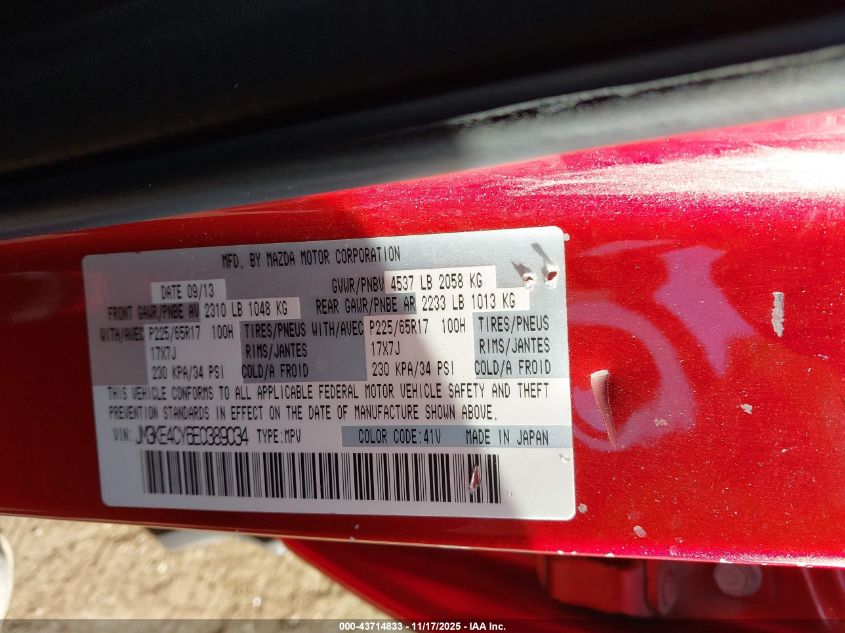 MFD. BY MAZDA MOTOR CORPORATION
DATE 09/13 GVWR/PNBV 4537 LB 2058 KG
FRONT GAWR/PNBE AV 2310 LB 1048 KG REAR GAWR/PNBE AR 2233 LB 1013 KG
WITH/AVEC P225/65R17 100H TIRES/PNEUS WITH/AVEC P225/65R17 100H TIRES/PNEUS
17X7J RIMS/JANTES 17X7J RIMS/JANTES
230 KPA/34 PSI COLD/A FROID 230 KPA/34 PSI COLD/A FROID
THIS VEHICLE CONFORMS TO ALL APPLICABLE FEDERAL MOTOR VEHICLE SAFETY AND THEFT
PREVENTION STANDARDS IN EFFECT ON THE DATE OF MANUFACTURE SHOWN ABOVE.
VIN: JM3KE4CY6E0389034 TYPE:MPV COLOR CODE:41V MADE IN JAPAN
000-43714833 - 11/17/2025 - IAA Inc.